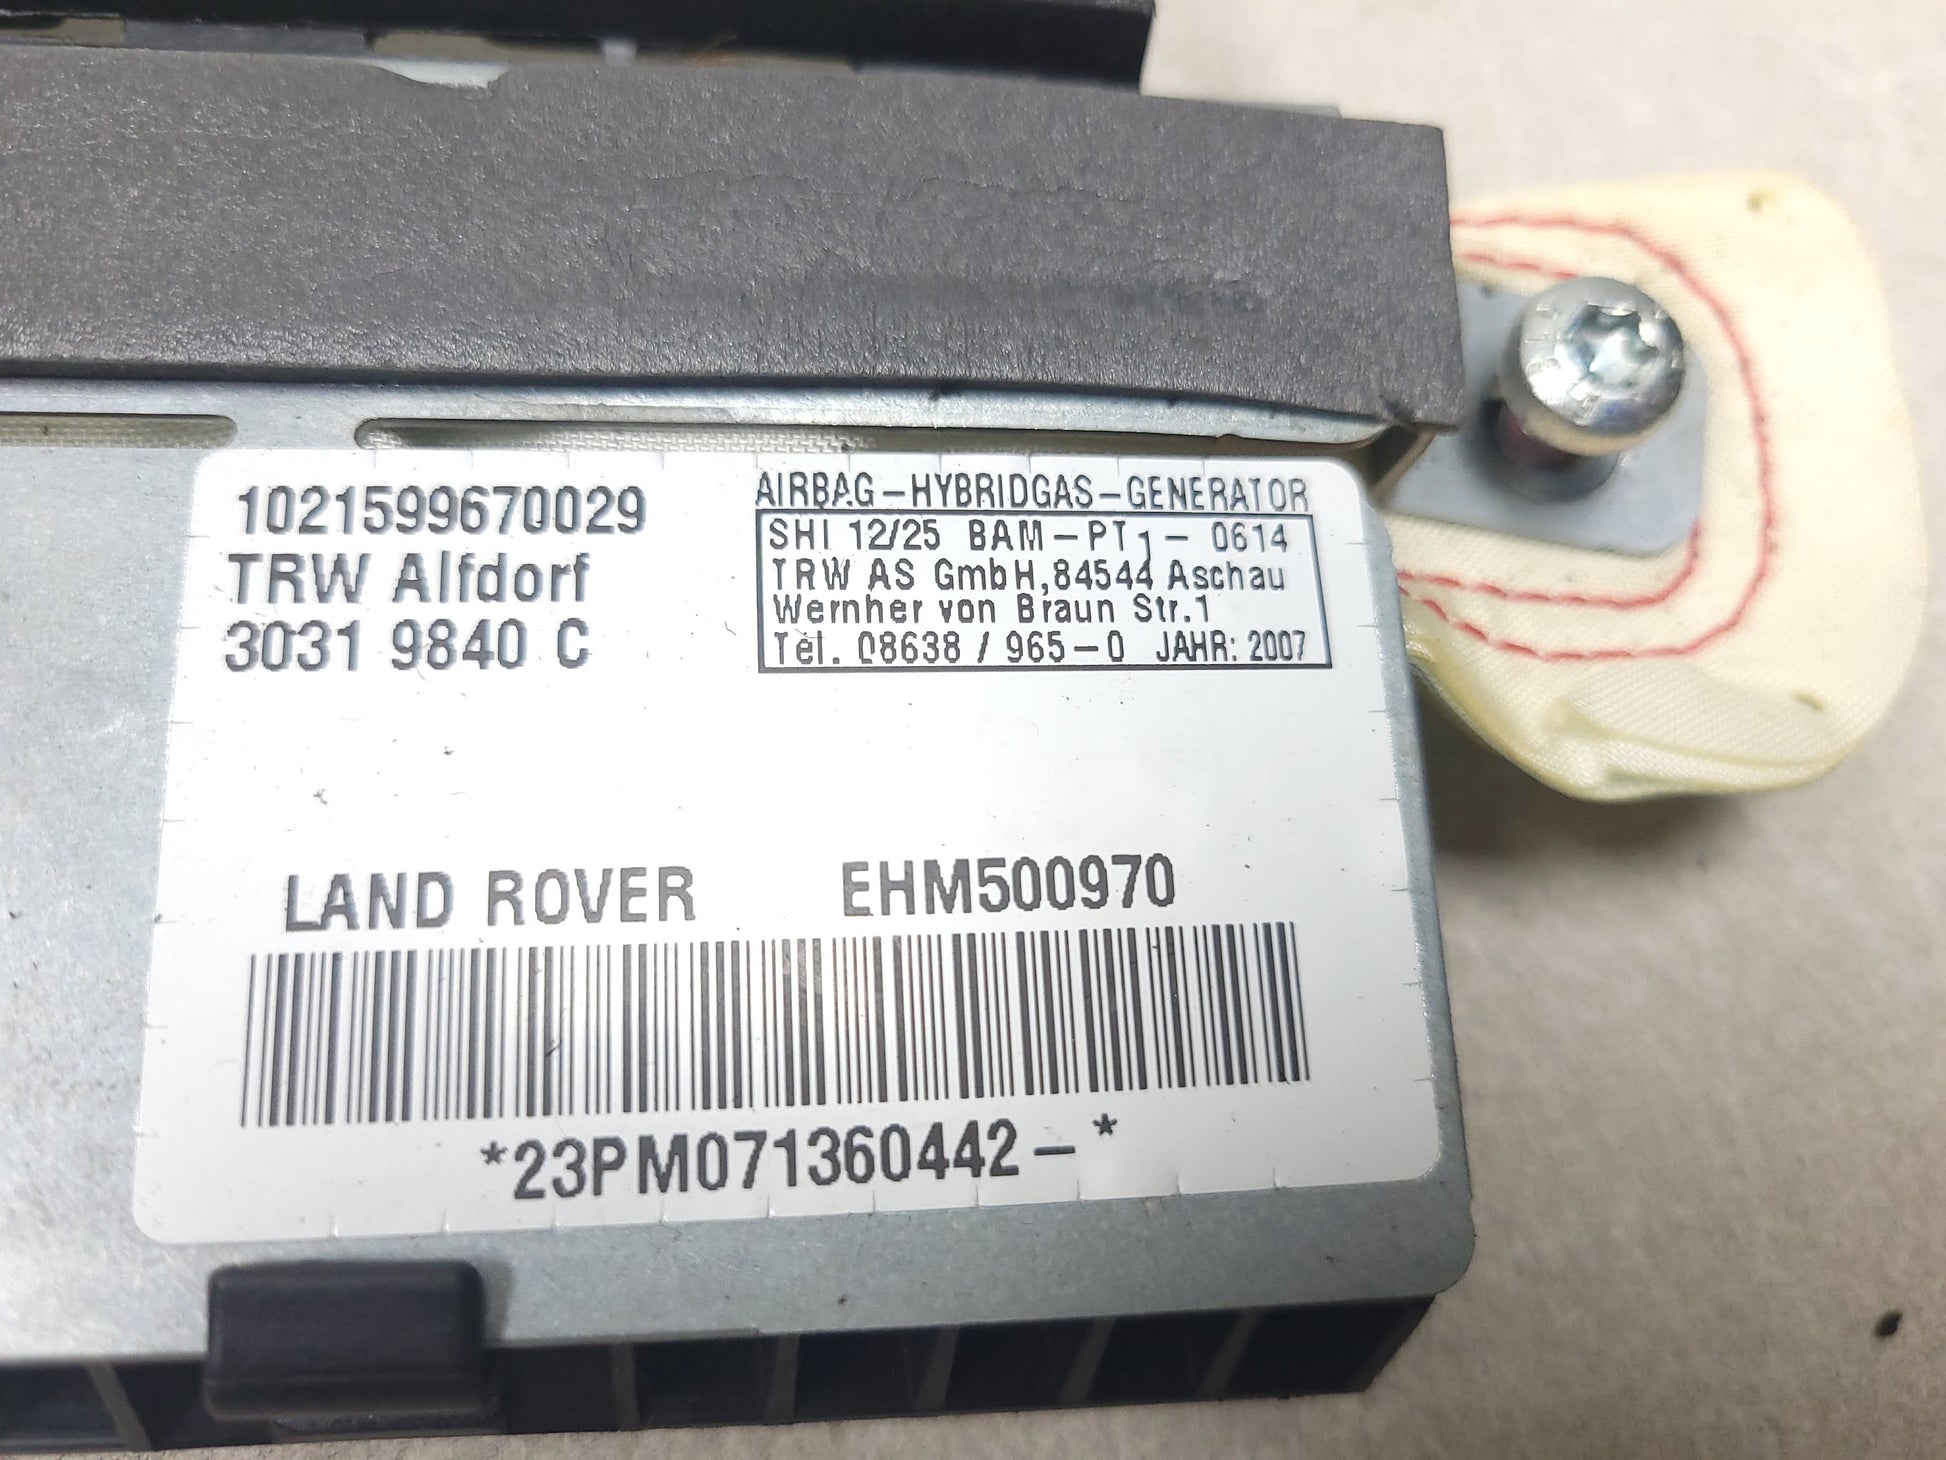 1021599670029
TRW Alfdorf
3031 9840 C
AIRBAG-HYBRIDGAS-GENERATOR
SHI 12/25 BAM-PT1-0614
TRW AS GmbH,84544 Aschau
Wernher von Braun Str.1
Tel. 08638 / 965-0 JAHR: 2007
LAND ROVER EHM500970
*23PM071360442-*